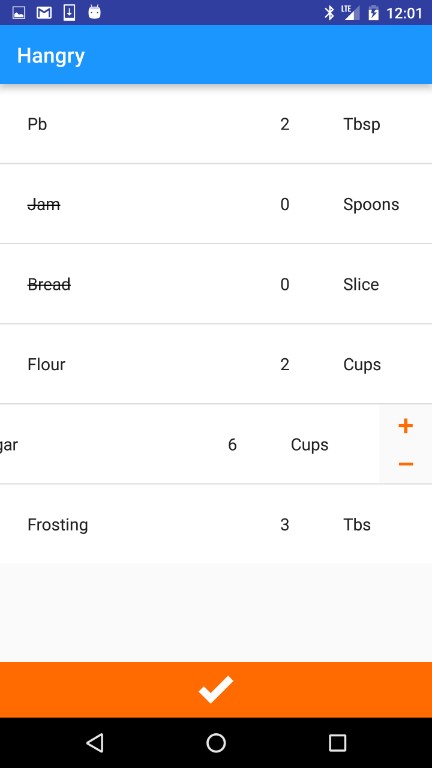 LTE 12:01
Hangry
Pb 2 Tbsp
Jam 0 Spoons
Bread 0 Slice
Flour 2 Cups
gar 6 Cups
Frosting 3 Tbs